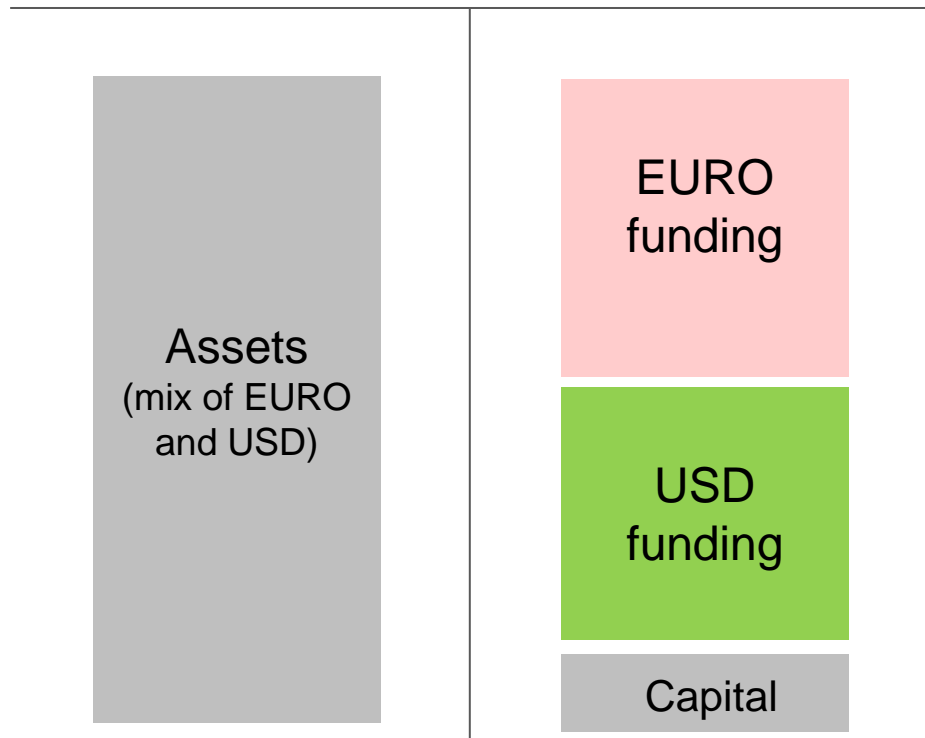 Assets
(mix of EURO
and USD)
EURO
funding
USD
funding
Capital